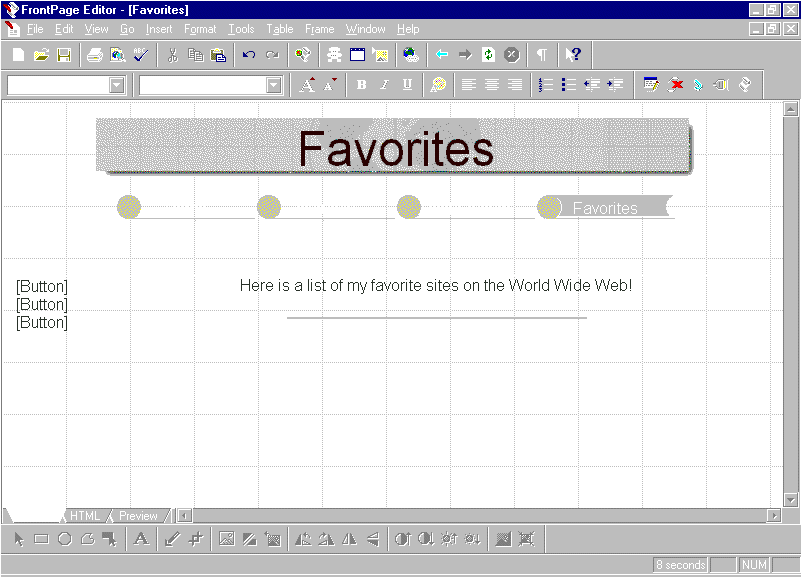 FrontPage Editor - [Favorites]
File Edit View Go Insert Format Tools Table Frame Window Help
A A B I U
Favorites
Favorites
[Button] Here is a list of my favorite sites on the World Wide Web!
[Button]
[Button]
HTML Preview
A
8 seconds NUM